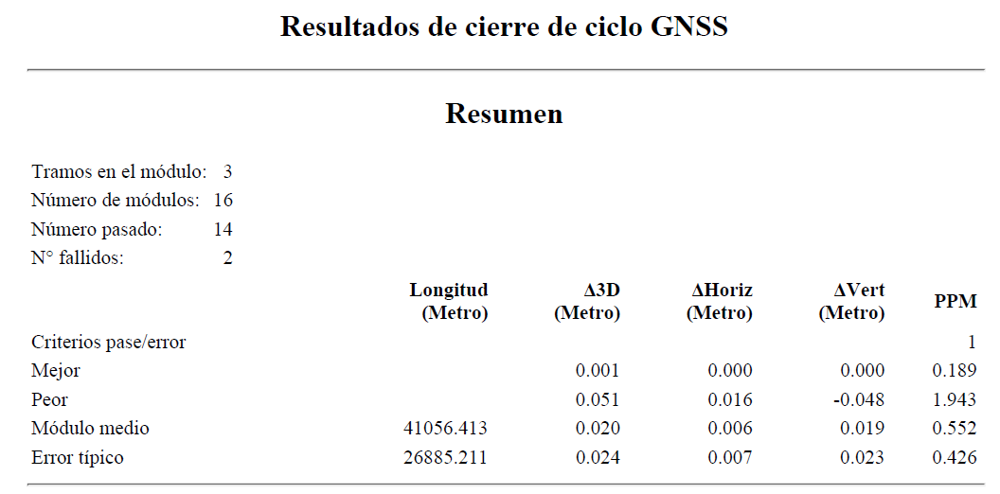 Resultados de cierre de ciclo GNSS
Resumen
Tramos en el módulo: 3
Número de módulos: 16
Número pasado: 14
N° fallidos: 2
Longitud (Metro) Δ3D (Metro) ΔHoriz (Metro) ΔVert (Metro) PPM
Criterios pase/error 1
Mejor 0.001 0.000 0.000 0.189
Peor 0.051 0.016 -0.048 1.943
Módulo medio 41056.413 0.020 0.006 0.019 0.552
Error típico 26885.211 0.024 0.007 0.023 0.426